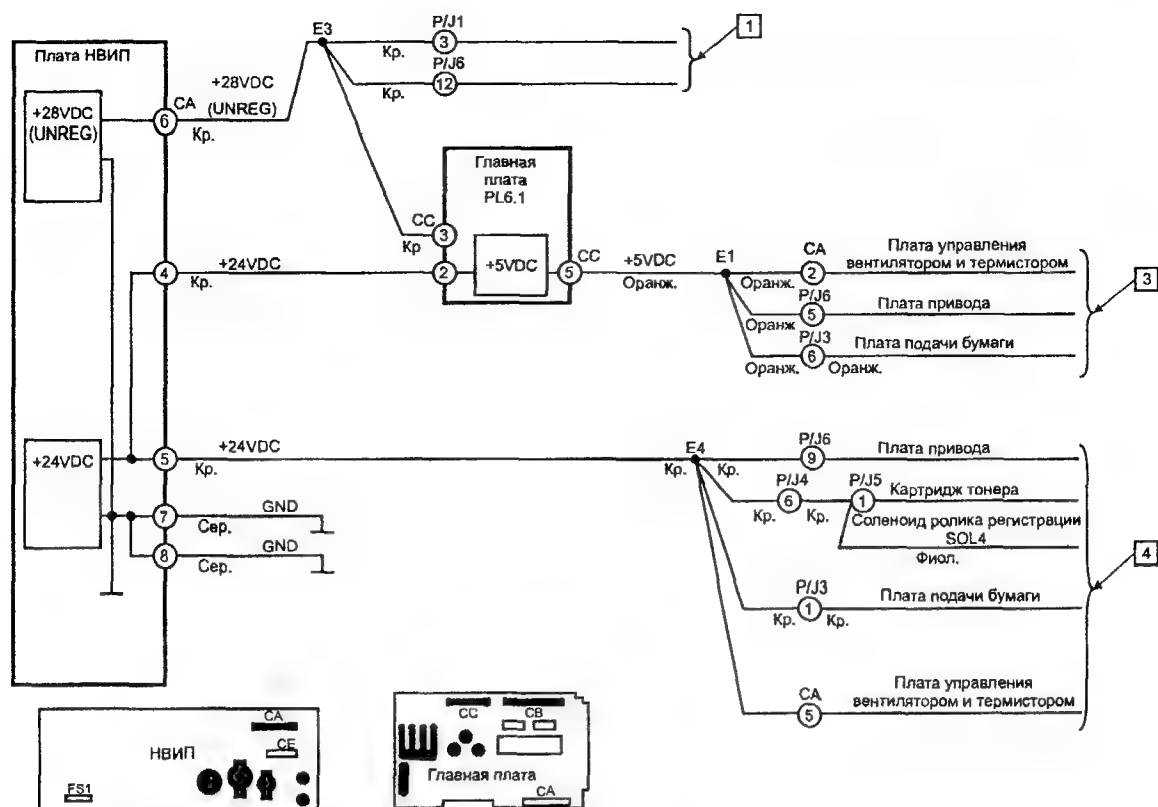 Плата НВИП
+28VDC
(UNREG)
CA
6
Кр.
+28VDC
(UNREG)
E3
P/J1
Кр.
3
P/J6
Кр.
12
1
Главная
плата
PL6.1
CC
3
Кр
4
Кр.
+24VDC
2
+5VDC
5
CC
+5VDC
Оранж.
E1
CA
Оранж.
2
Плата управления
вентилятором и термистором
P/J6
Оранж
5
Плата привода
P/J3
Оранж.
6
Оранж.
Плата подачи бумаги
3
+24VDC
5
Кр.
+24VDC
7
Сер.
GND
8
Сер.
GND
E4
Кр.
Кр.
P/J6
9
Плата привода
P/J4
Кр.
6
Кр.
P/J5
1
Картридж тонера
Соленоид ролика регистрации
SOL4
Фиол.
P/J3
Кр.
1
Кр.
Плата подачи бумаги
CA
5
Плата управления
вентилятором и термистором
4
CA
CE
НВИП
FS1
CC
CB
Главная плата
CA